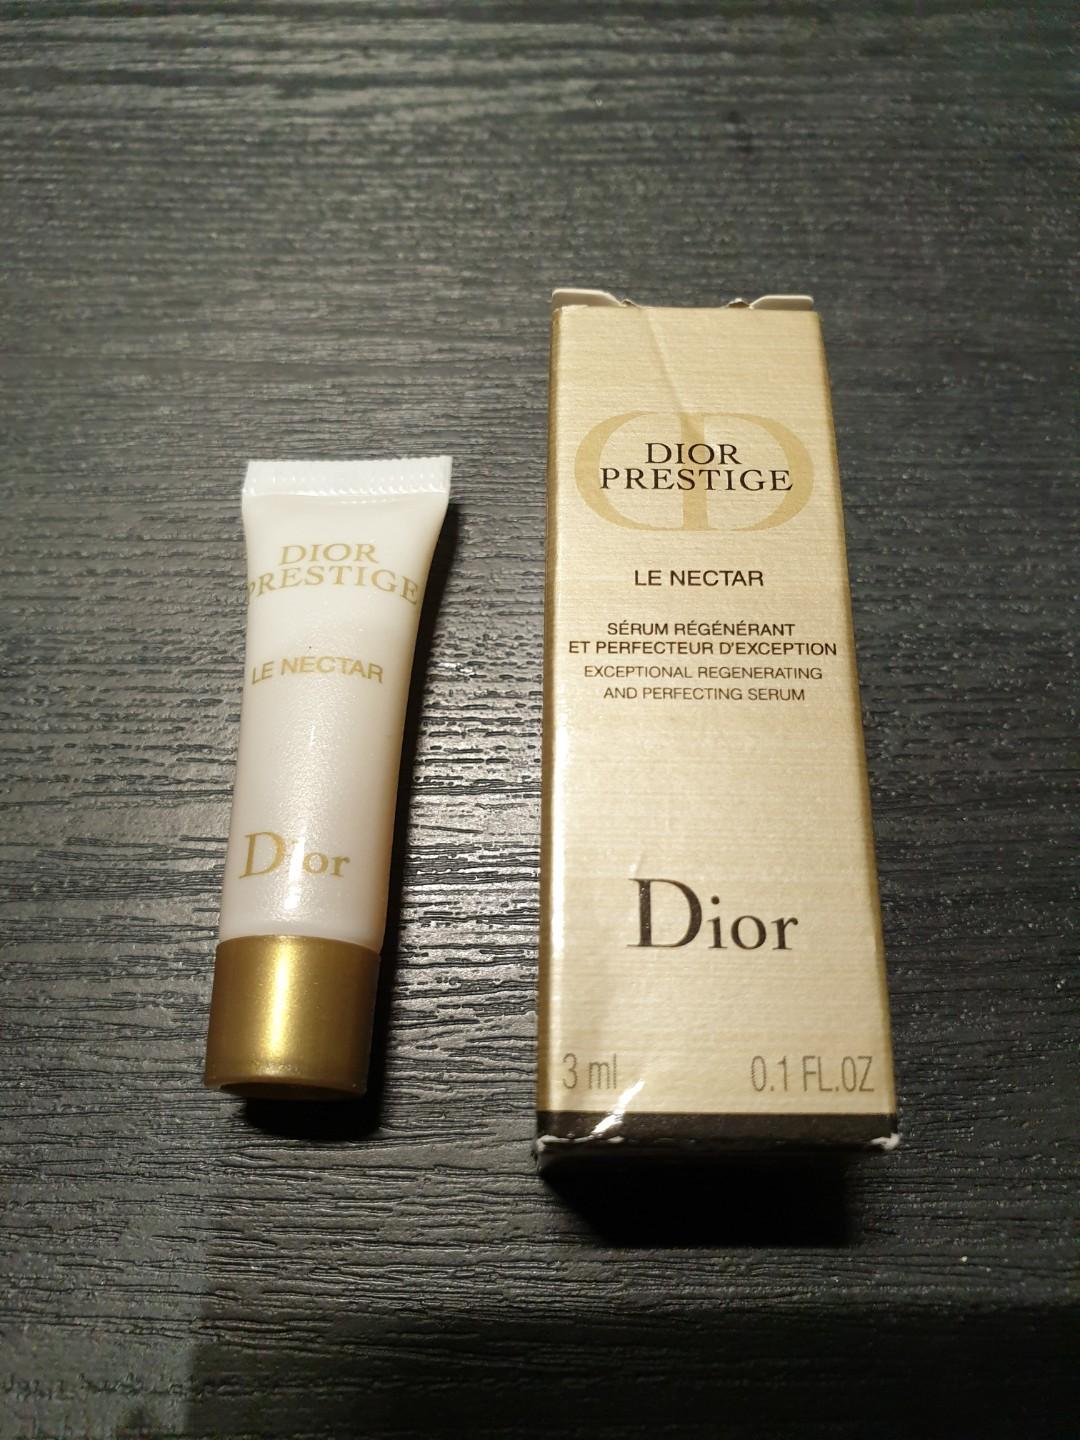 DIOR
PRESTIGE
LE NECTAR
Dior
DIOR
PRESTIGE
LE NECTAR
SÉRUM RÉGÉNÉRANT
ET PERFECTEUR D'EXCEPTION
EXCEPTIONAL REGENERATING
AND PERFECTING SERUM
Dior
3 ml 0.1 FL.OZ